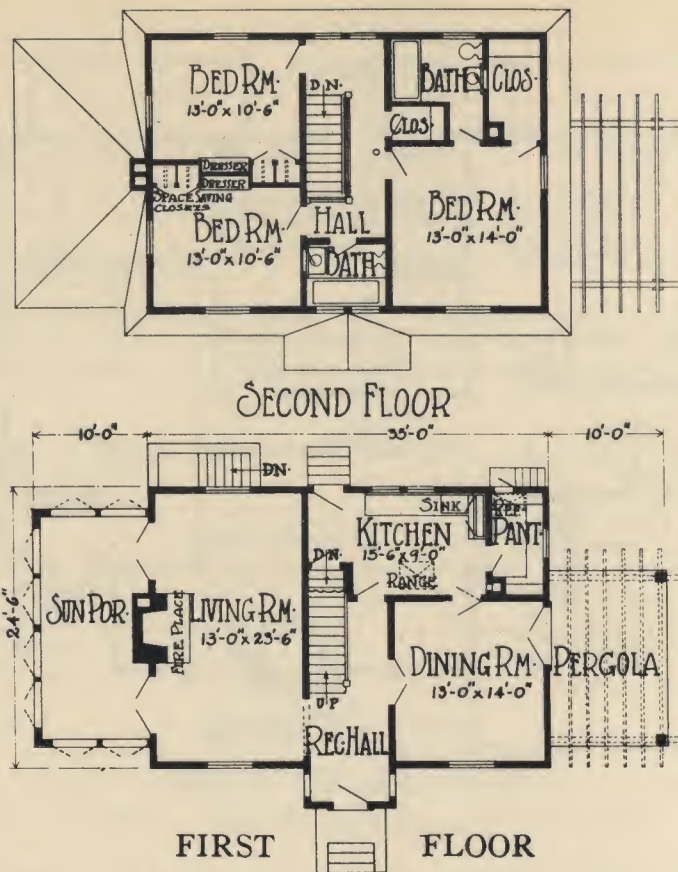 BED RM.
13'-0" x 10'-6"
D.N.
BATH
CLOS.
CLOS.
DRESSER
DRESSER
SPACE SAVING
CLOSETS
BED RM.
13'-0" x 10'-6"
HALL
BATH
BED RM.
13'-0" x 14'-0"
SECOND FLOOR
10'-0"
35'-0"
10'-0"
DN.
24'-6"
SUN POR.
FIRE PLACE
LIVING RM.
13'-0" x 23'-6"
D.N.
SINK
KITCHEN
15'-6" x 9'-0"
RANGE
REF.
PANT.
UP
REC HALL
DINING RM.
13'-0" x 14'-0"
PERGOLA
FIRST FLOOR